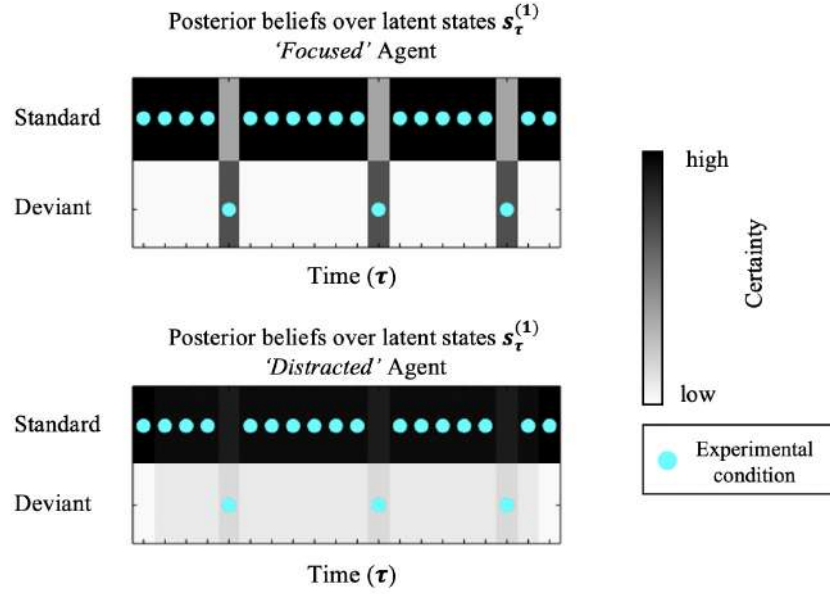 Posterior beliefs over latent states s_τ^(1)
'Focused' Agent
Standard
Deviant
Time (τ)
high
Certainty
low
Experimental
condition
Posterior beliefs over latent states s_τ^(1)
'Distracted' Agent
Standard
Deviant
Time (τ)